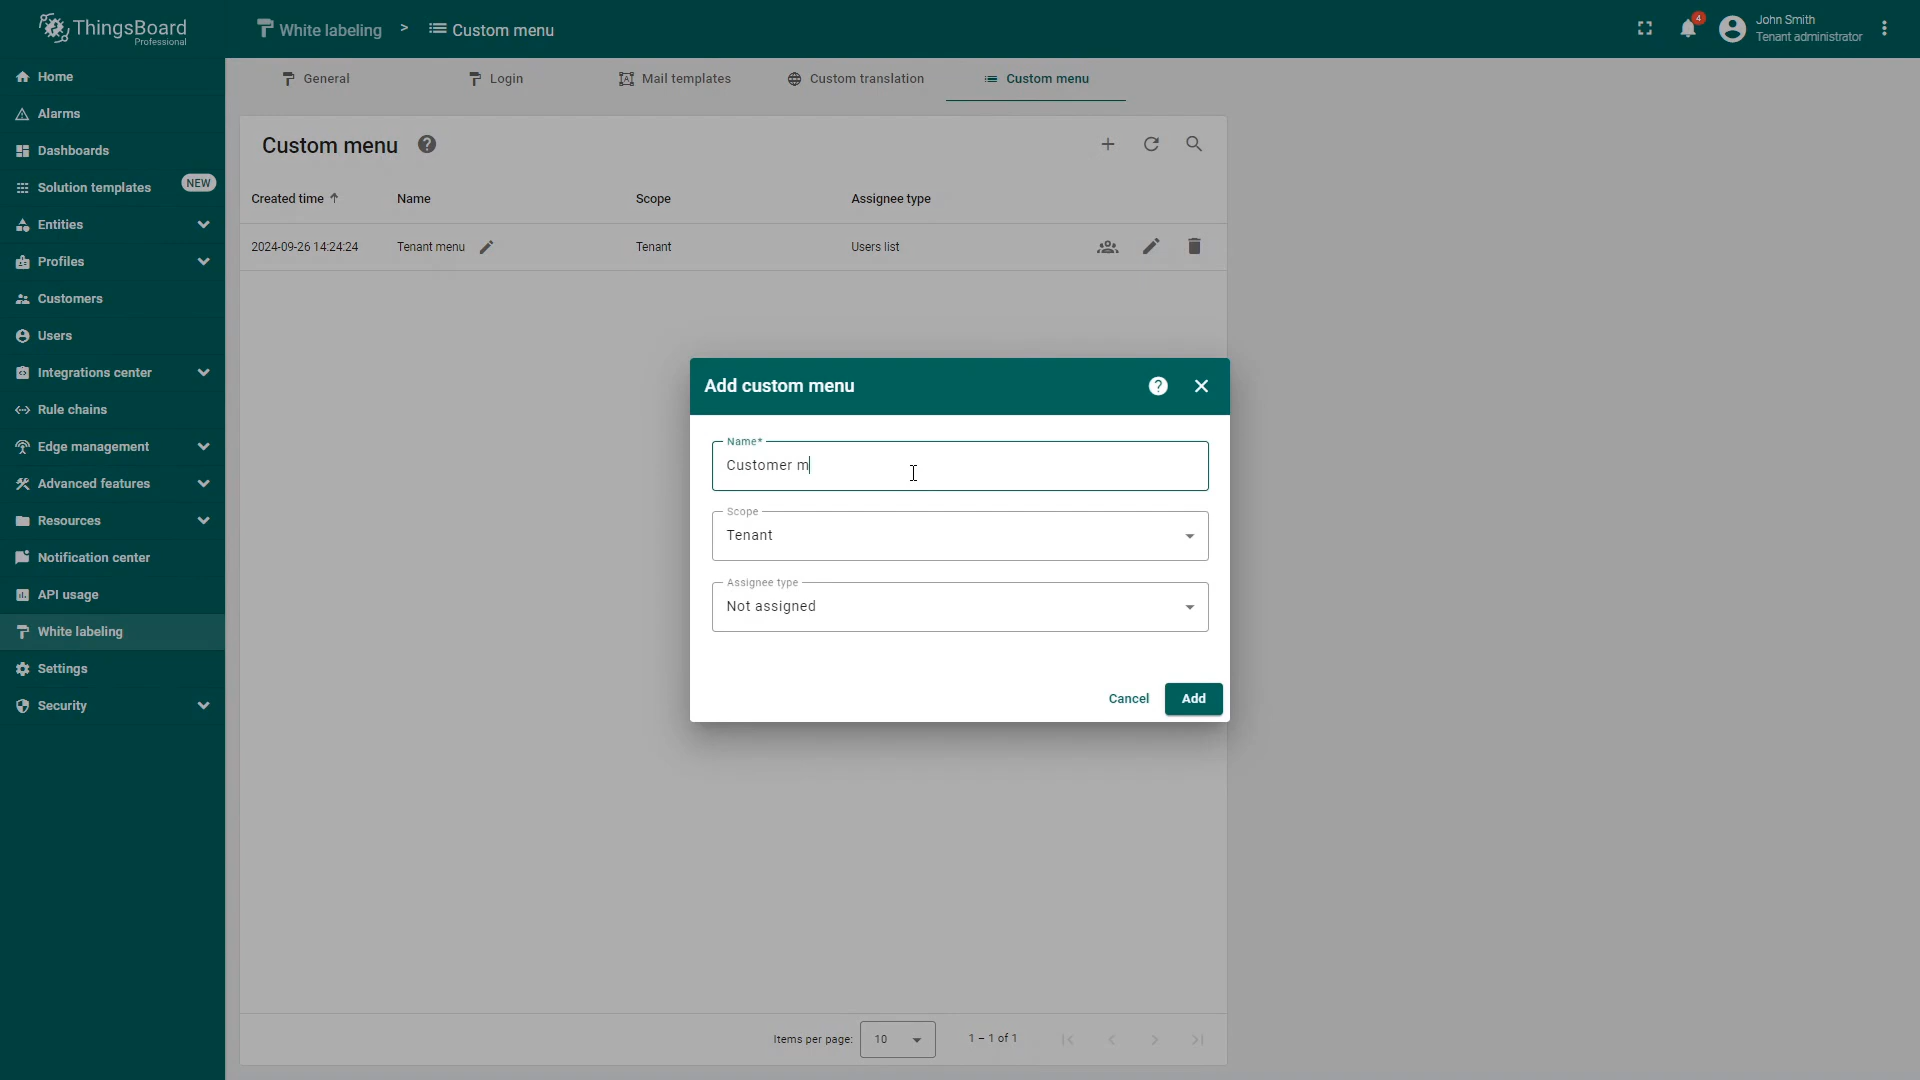 ThingsBoard
Professional
White labeling > Custom menu
4
John Smith
Tenant administrator
Home
Alarms
Dashboards
Solution templates NEW
Entities
Profiles
Customers
Users
Integrations center
Rule chains
Edge management
Advanced features
Resources
Notification center
API usage
White labeling
Settings
Security
General Login Mail templates Custom translation Custom menu
Custom menu
Created time Name Scope Assignee type
2024-09-26 14:24:24 Tenant menu Tenant Users list
Add custom menu
Name*
Customer m
Scope
Tenant
Assignee type
Not assigned
Cancel Add
Items per page: 10 1 – 1 of 1